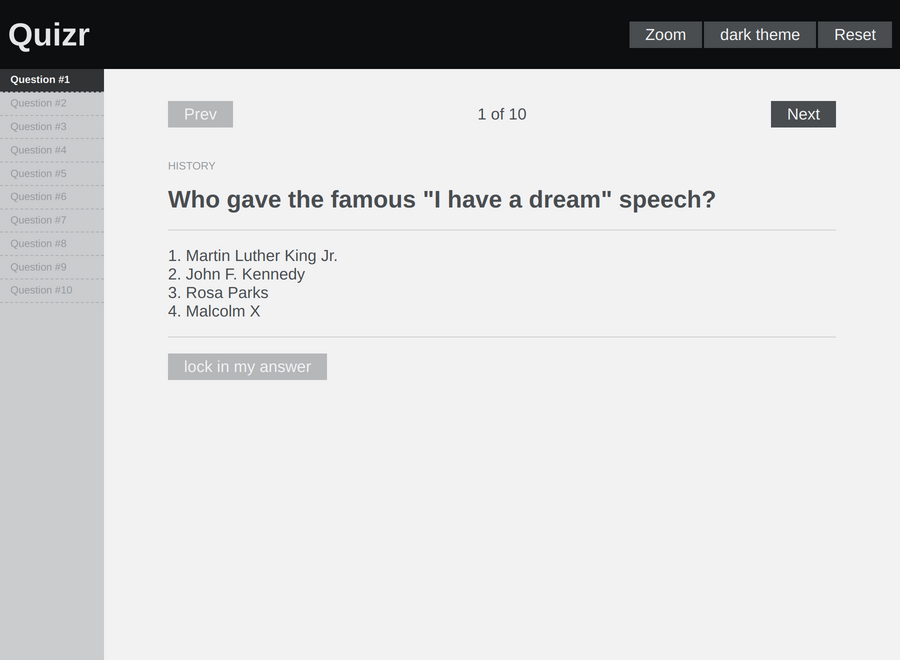 Quizr
Zoom
dark theme
Reset
Question #1
Question #2
Question #3
Question #4
Question #5
Question #6
Question #7
Question #8
Question #9
Question #10
Prev
1 of 10
Next
HISTORY
Who gave the famous "I have a dream" speech?
1. Martin Luther King Jr.
2. John F. Kennedy
3. Rosa Parks
4. Malcolm X
lock in my answer